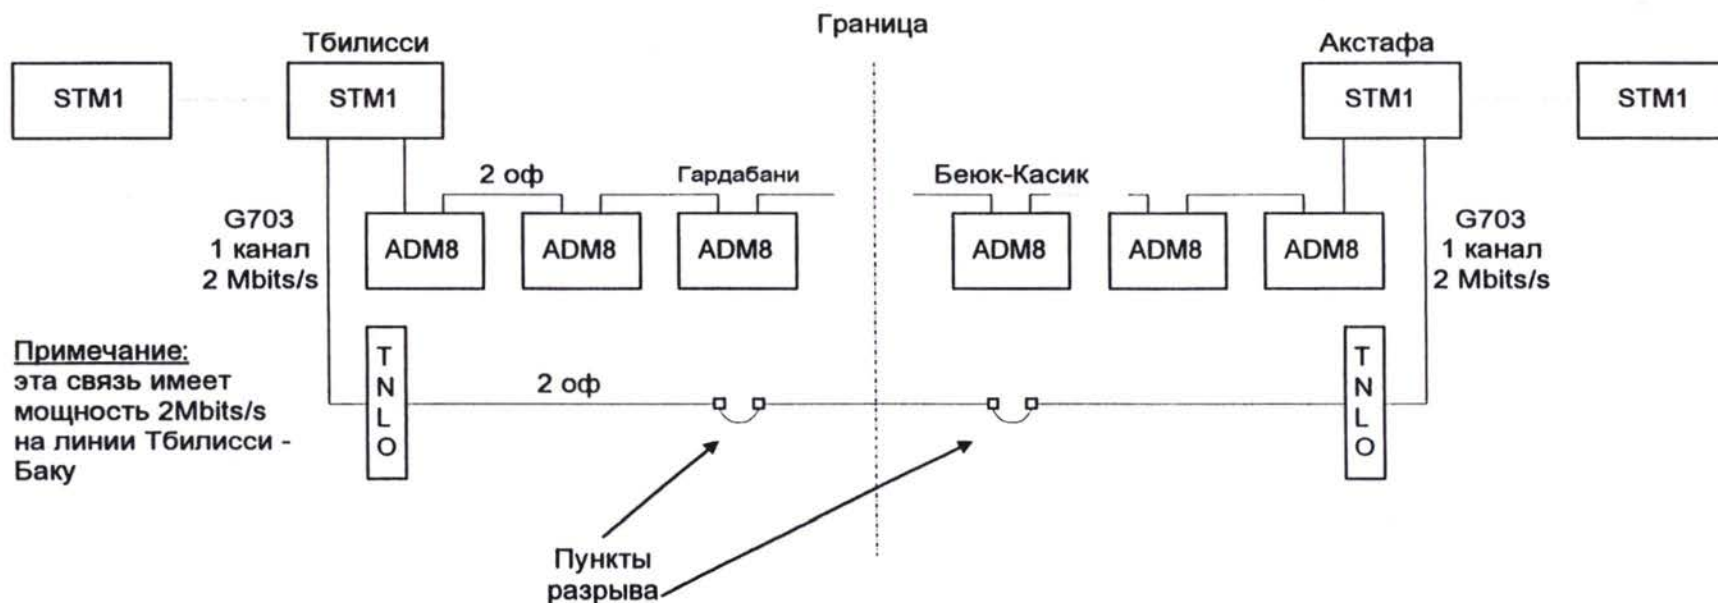 Граница
Тбилисси
Акстафа
STM1
STM1
STM1
STM1
2 оф
Гардабани
Беюк-Касик
G703
1 канал
2 Mbits/s
ADM8
ADM8
ADM8
ADM8
ADM8
ADM8
G703
1 канал
2 Mbits/s
Примечание:
эта связь имеет
мощность 2Mbits/s
на линии Тбилисси -
Баку
T
N
L
O
2 оф
T
N
L
O
Пункты
разрыва